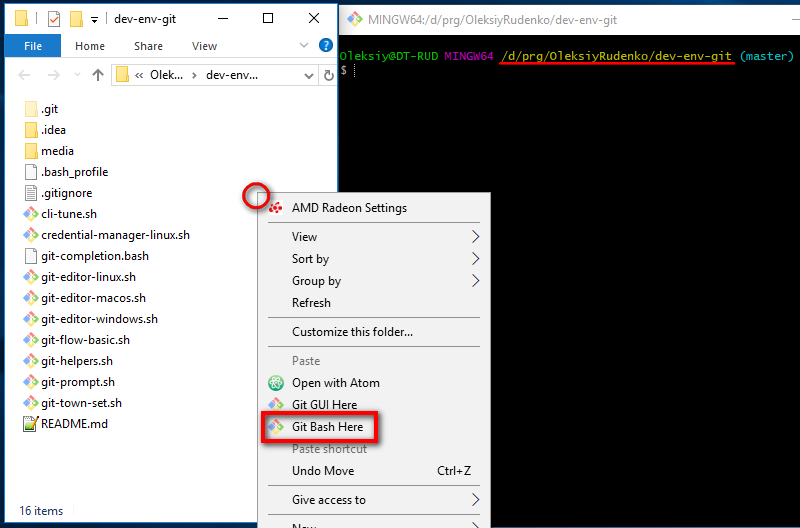 dev-env-git
File Home Share View
« Olek... > dev-env...
.git
.idea
media
.bash_profile
.gitignore
cli-tune.sh
credential-manager-linux.sh
git-completion.bash
git-editor-linux.sh
git-editor-macos.sh
git-editor-windows.sh
git-flow-basic.sh
git-helpers.sh
git-prompt.sh
git-town-set.sh
README.md
16 items
AMD Radeon Settings
View
Sort by
Group by
Refresh
Customize this folder...
Paste
Open with Atom
Git GUI Here
Git Bash Here
Paste shortcut
Undo Move Ctrl+Z
Give access to
New
MINGW64:/d/prg/OleksiyRudenko/dev-env-git
Oleksiy@DT-RUD MINGW64 /d/prg/OleksiyRudenko/dev-env-git (master)
$